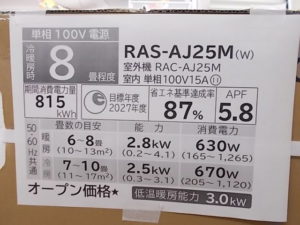 単相100V電源
冷暖房時 8 畳程度
RAS-AJ25M(W)
室外機 RAC-AJ25M
室内 単相100V15A
期間消費電力量
815 kWh
目標年度
2027年度
省エネ基準達成率
87%
APF
5.8
50/60Hz共通
畳数の目安 能力 消費電力
暖房 6~8畳 2.8kW 630W
(10~13m²) (0.2~4.1) (165~1,265)
冷房 7~10畳 2.5kW 670W
(11~17m²) (0.3~3.1) (205~1,120)
オープン価格★
低温暖房能力 3.0kW